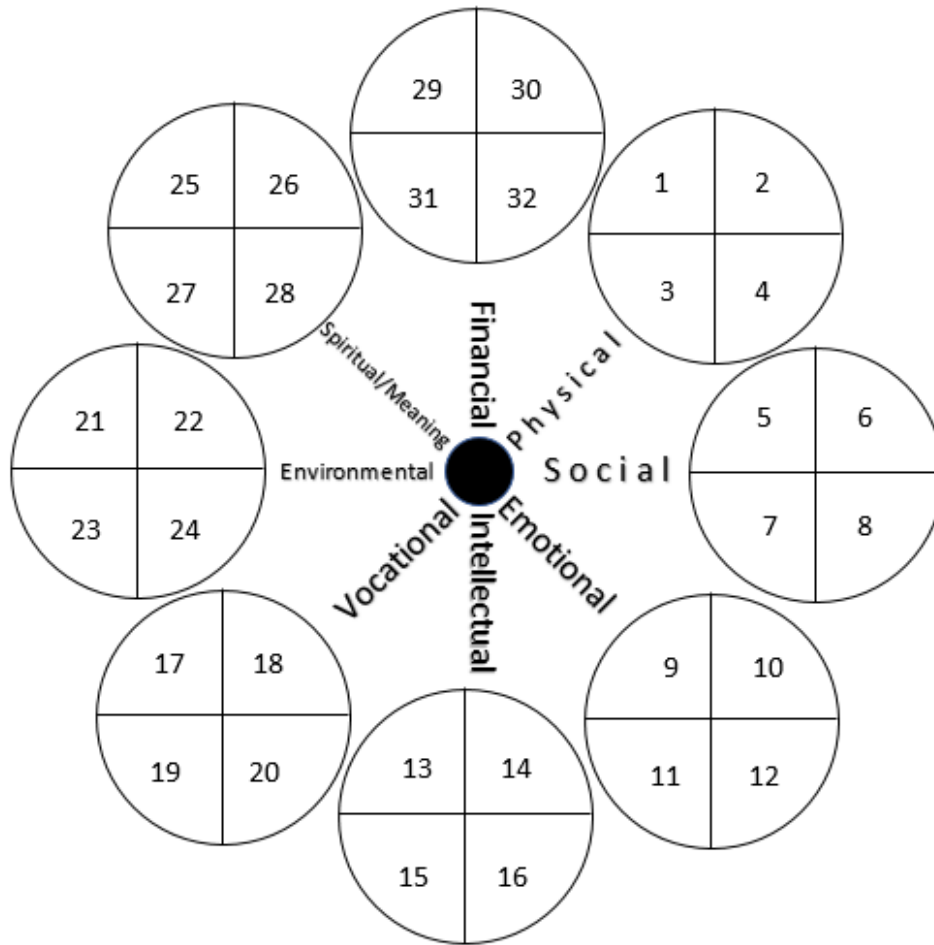 29 30
31 32
25 26
27 28
1 2
3 4
Financial
Physical
Spiritual/Meaning
21 22
23 24
5 6
7 8
Environmental
Social
Vocational
Intellectual
Emotional
17 18
19 20
9 10
11 12
13 14
15 16